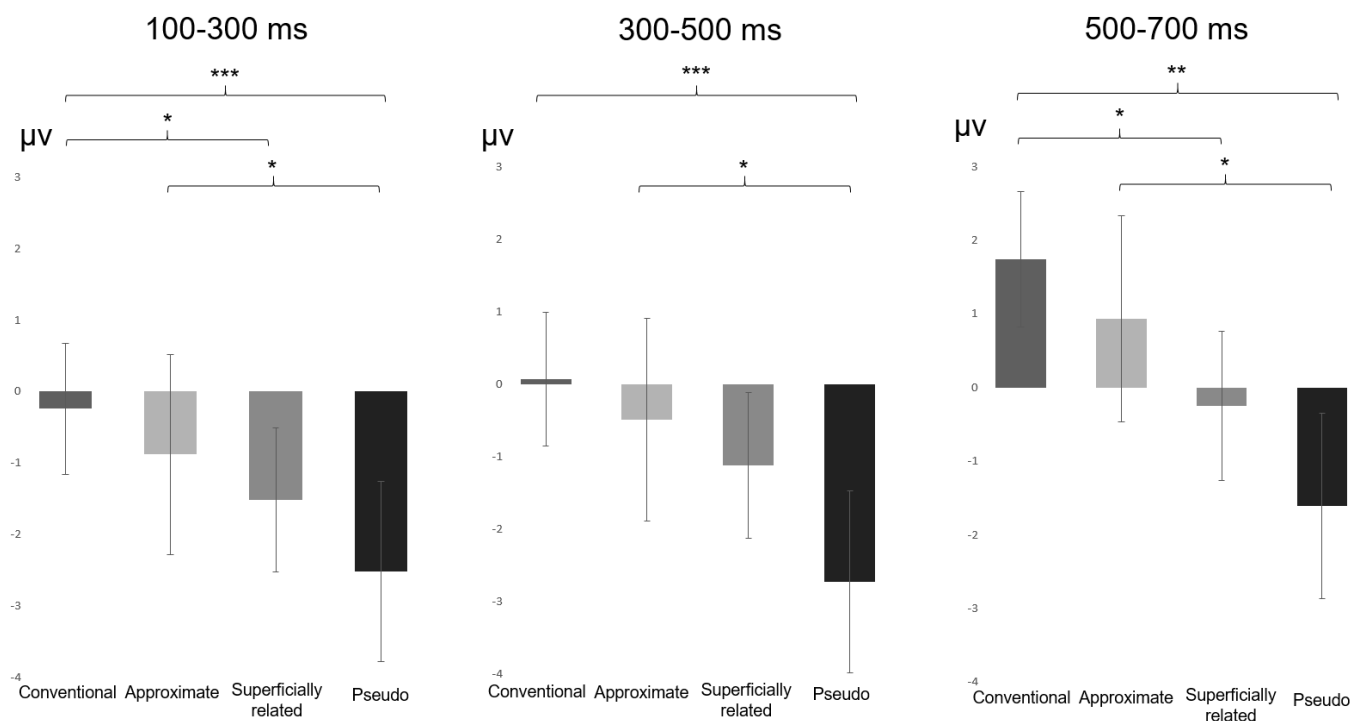 100-300 ms
***
*
µv
*
3
2
1
0
-1
-2
-3
-4
Conventional
Approximate
Superficially
related
Pseudo
300-500 ms
***
µv
*
3
2
1
0
-1
-2
-3
-4
Conventional
Approximate
Superficially
related
Pseudo
500-700 ms
**
*
µv
*
3
2
1
0
-1
-2
-3
-4
Conventional
Approximate
Superficially
related
Pseudo